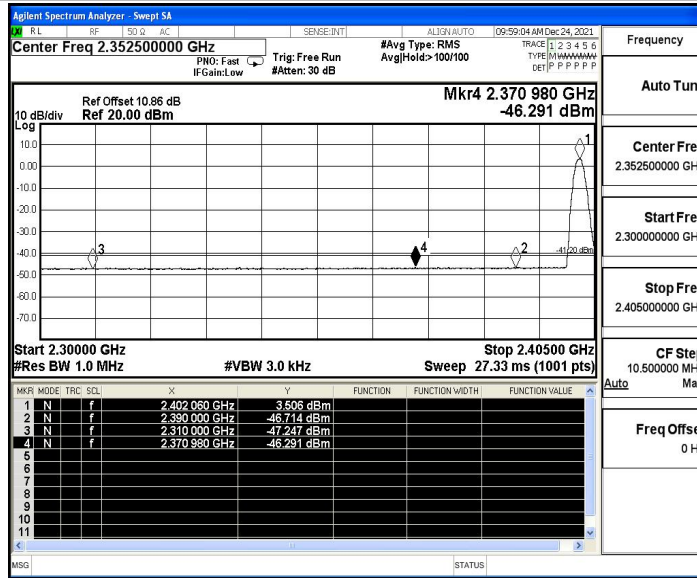 Agilent Spectrum Analyzer - Swept SA
RL RF 50 Ω AC SENSE:INT ALIGN AUTO 09:59:04 AM Dec 24, 2021
Center Freq 2.352500000 GHz
PNO: Fast
IFGain:Low
Trig: Free Run
#Atten: 30 dB
#Avg Type: RMS
Avg|Hold:>100/100
TRACE 1 2 3 4 5 6
TYPE MWWWWW
DET P P P P P P
Mkr4 2.370 980 GHz
-46.291 dBm
Ref Offset 10.86 dB
10 dB/div Ref 20.00 dBm
Log
10.0
0.00
-10.0
-20.0
-30.0
-40.0
-50.0
-60.0
-70.0
1
3
4
2
-41.20 dBm
Start 2.30000 GHz Stop 2.40500 GHz
#Res BW 1.0 MHz #VBW 3.0 kHz Sweep 27.33 ms (1001 pts)
MKR MODE TRC SCL X Y FUNCTION FUNCTION WIDTH FUNCTION VALUE
1 N f 2.402 060 GHz 3.506 dBm
2 N f 2.390 000 GHz -46.714 dBm
3 N f 2.310 000 GHz -47.247 dBm
4 N f 2.370 980 GHz -46.291 dBm
5
6
7
8
9
10
11
MSG STATUS
Frequency
Auto Tun
Center Fre
2.352500000 GH
Start Fre
2.300000000 GH
Stop Fre
2.405000000 GH
CF Ste
10.500000 MH
Auto Ma
Freq Offse
0 H